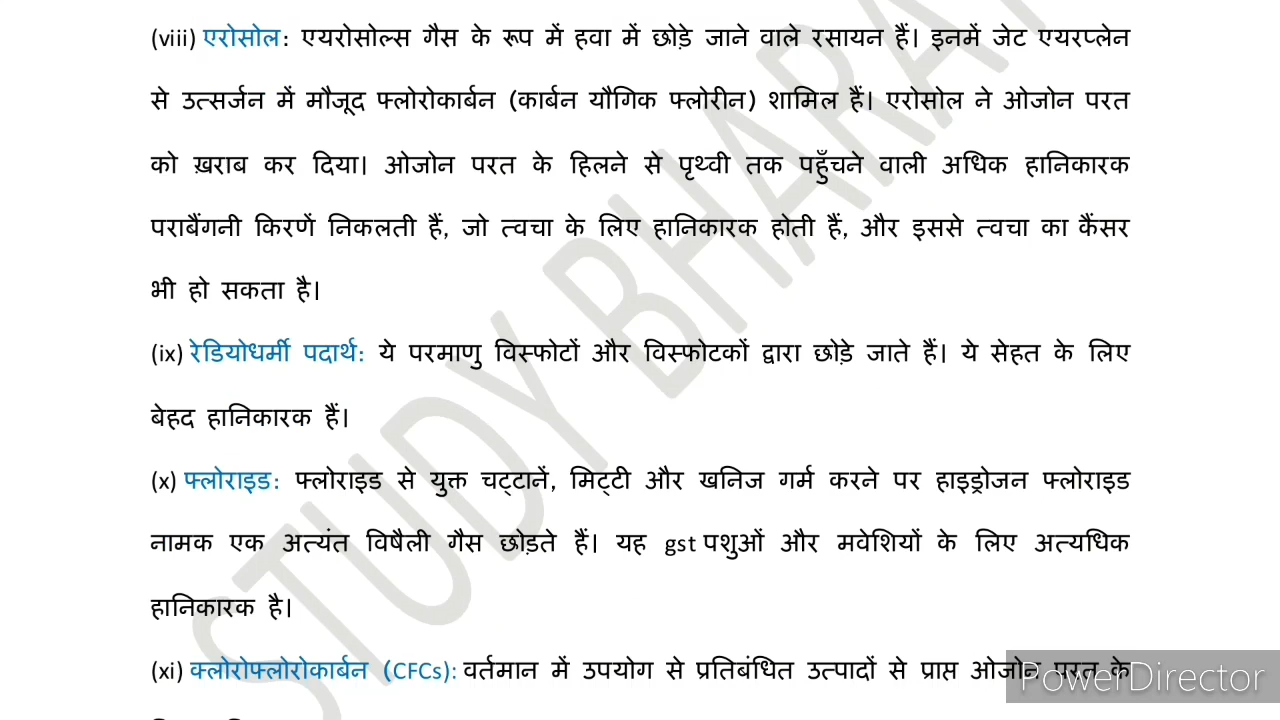 (viii) एरोसोल: एयरोसोल्स गैस के रूप में हवा में छोड़े जाने वाले रसायन हैं। इनमें जेट एयरप्लेन
से उत्सर्जन में मौजूद फ्लोरोकार्बन (कार्बन यौगिक फ्लोरीन) शामिल हैं। एरोसोल ने ओजोन परत
को ख़राब कर दिया। ओजोन परत के हिलने से पृथ्वी तक पहुँचने वाली अधिक हानिकारक
पराबैंगनी किरणें निकलती हैं, जो त्वचा के लिए हानिकारक होती हैं, और इससे त्वचा का कैंसर
भी हो सकता है।
(ix) रेडियोधर्मी पदार्थ: ये परमाणु विस्फोटों और विस्फोटकों द्वारा छोड़े जाते हैं। ये सेहत के लिए
बेहद हानिकारक हैं।
(x) फ्लोराइड: फ्लोराइड से युक्त चट्टानें, मिट्टी और खनिज गर्म करने पर हाइड्रोजन फ्लोराइड
नामक एक अत्यंत विषैली गैस छोड़ते हैं। यह gst पशुओं और मवेशियों के लिए अत्यधिक
हानिकारक है।
(xi) क्लोरोफ्लोरोकार्बन (CFCs): वर्तमान में उपयोग से प्रतिबंधित उत्पादों से प्राप्त ओजोन परत के
STUDY BHARA
PowerDirector